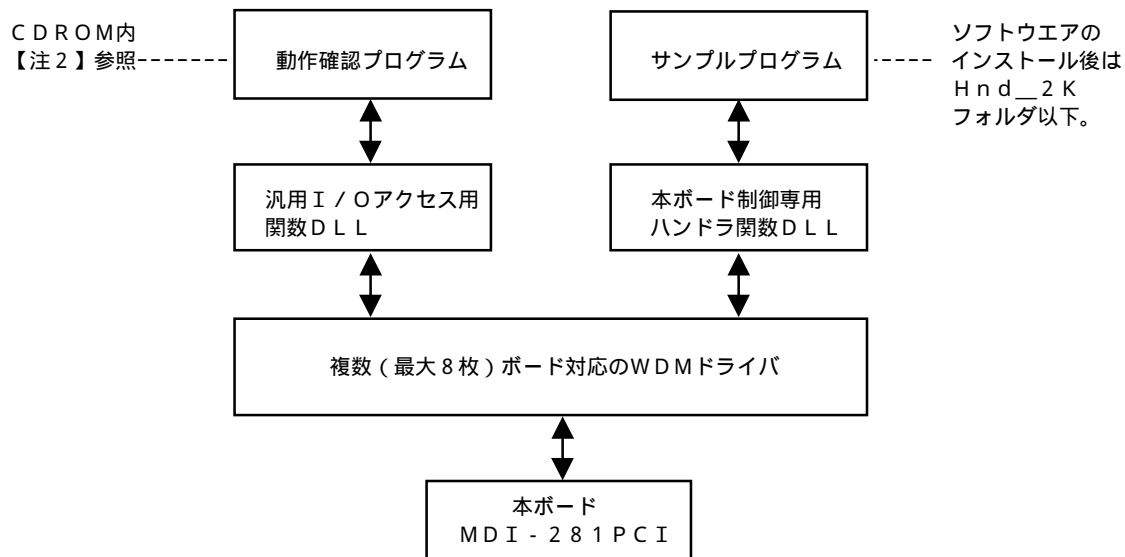 ＣＤＲＯＭ内
【注２】参照
動作確認プログラム
サンプルプログラム
ソフトウエアの
インストール後は
Ｈｎｄ＿２Ｋ
フォルダ以下。
汎用Ｉ／Ｏアクセス用
関数ＤＬＬ
本ボード制御専用
ハンドラ関数ＤＬＬ
複数（最大８枚）ボード対応のＷＤＭドライバ
本ボード
ＭＤＩ－２８１ＰＣＩ